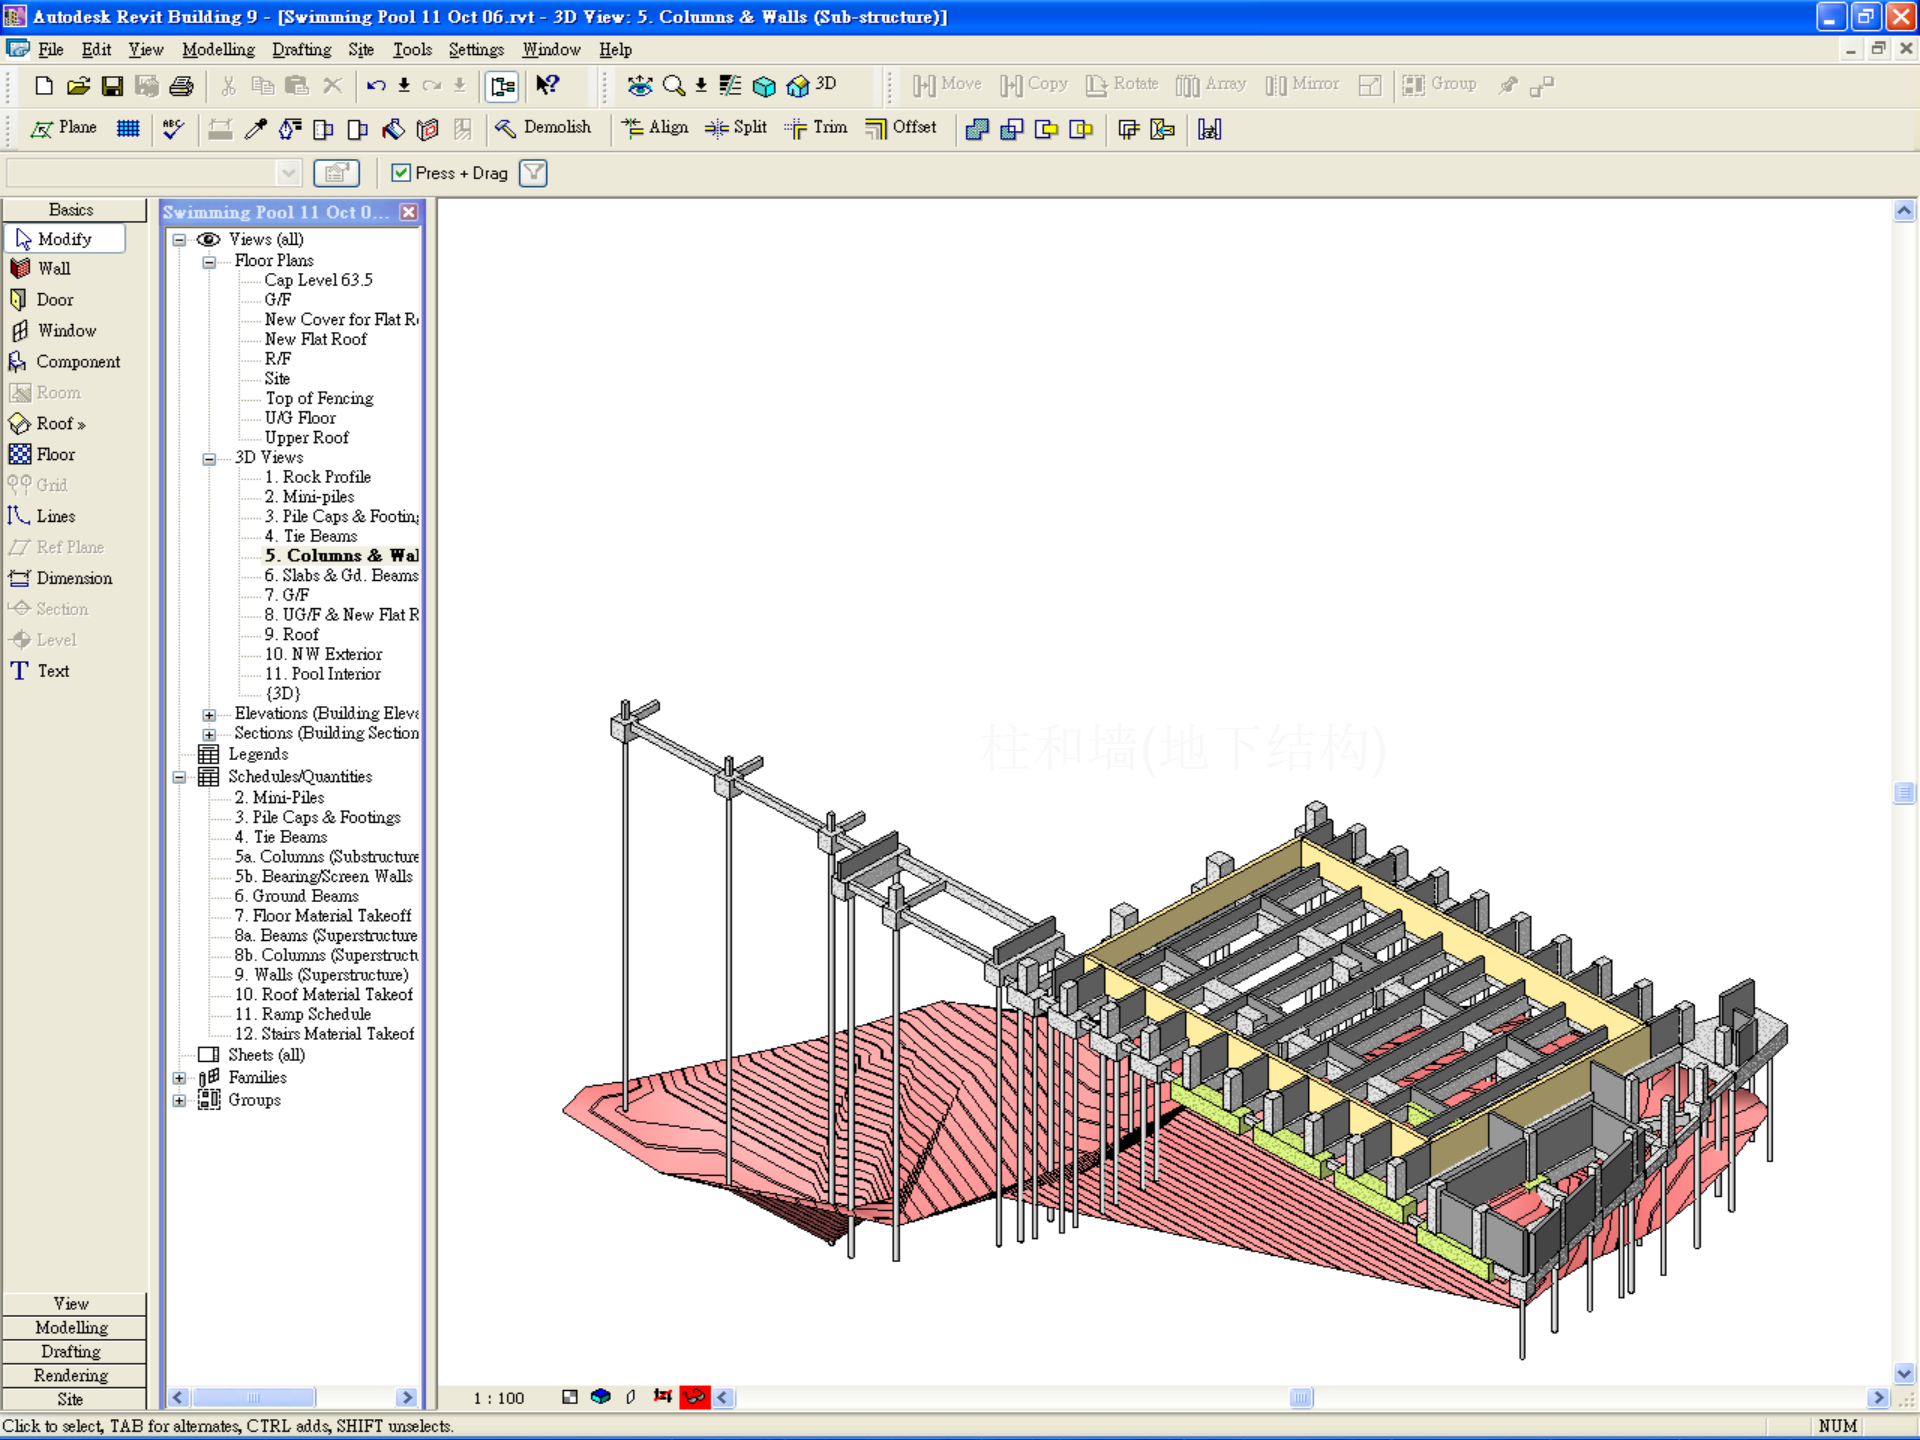 Autodesk Revit Building 9 - [Swimming Pool 11 Oct 06.rvt - 3D View: 5. Columns & Walls (Sub-structure)]
File Edit View Modelling Drafting Site Tools Settings Window Help
3D Move Copy Rotate Array Mirror Group
Plane Demolish Align Split Trim Offset
Press + Drag
Basics
Modify
Wall
Door
Window
Component
Room
Roof »
Floor
Grid
Lines
Ref Plane
Dimension
Section
Level
Text
View
Modelling
Drafting
Rendering
Site
Swimming Pool 11 Oct 0...
Views (all)
Floor Plans
Cap Level 63.5
G/F
New Cover for Flat R
New Flat Roof
R/F
Site
Top of Fencing
U/G Floor
Upper Roof
3D Views
1. Rock Profile
2. Mini-piles
3. Pile Caps & Footing
4. Tie Beams
5. Columns & Wal
6. Slabs & Gd. Beams
7. G/F
8. UG/F & New Flat R
9. Roof
10. NW Exterior
11. Pool Interior
{3D}
Elevations (Building Eleva
Sections (Building Section
Legends
Schedules/Quantities
2. Mini-Piles
3. Pile Caps & Footings
4. Tie Beams
5a. Columns (Substructure
5b. Bearing/Screen Walls
6. Ground Beams
7. Floor Material Takeoff
8a. Beams (Superstructure
8b. Columns (Superstructu
9. Walls (Superstructure)
10. Roof Material Takeof
11. Ramp Schedule
12. Stairs Material Takeof
Sheets (all)
Families
Groups
柱和墙(地下结构)
1 : 100
Click to select, TAB for alternates, CTRL adds, SHIFT unselects.
NUM